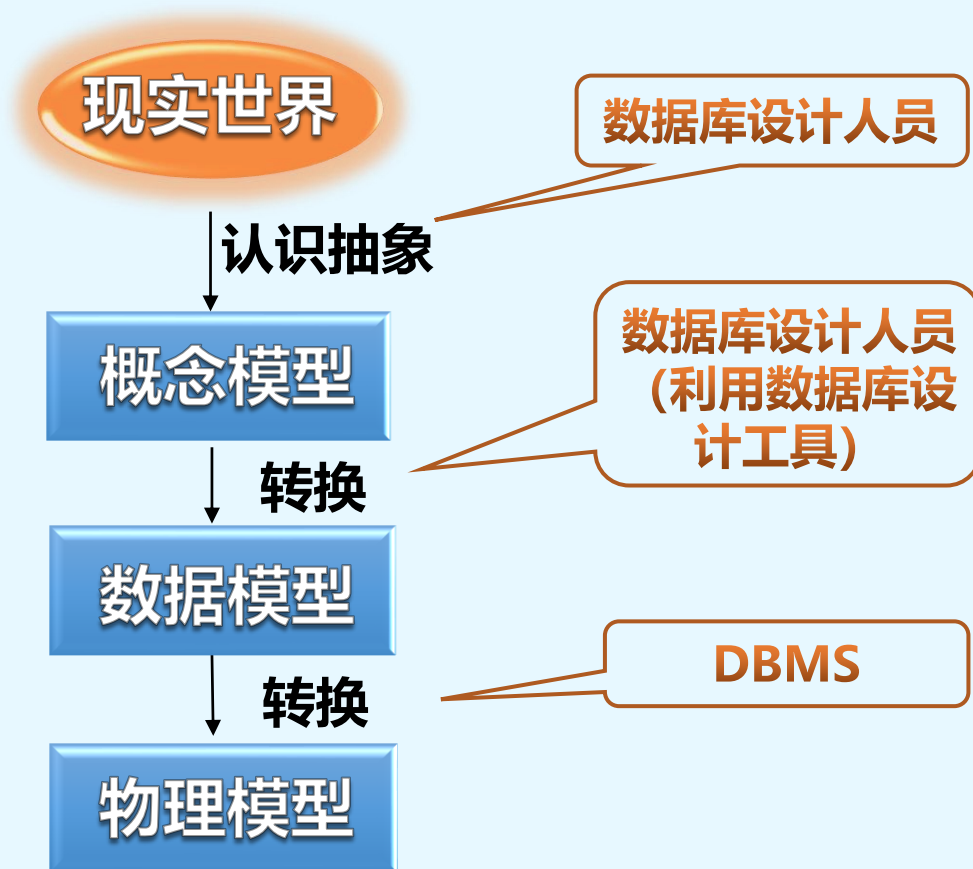 现实世界
数据库设计人员
认识抽象
数据库设计人员
（利用数据库设
计工具）
概念模型
转换
数据模型
DBMS
转换
物理模型